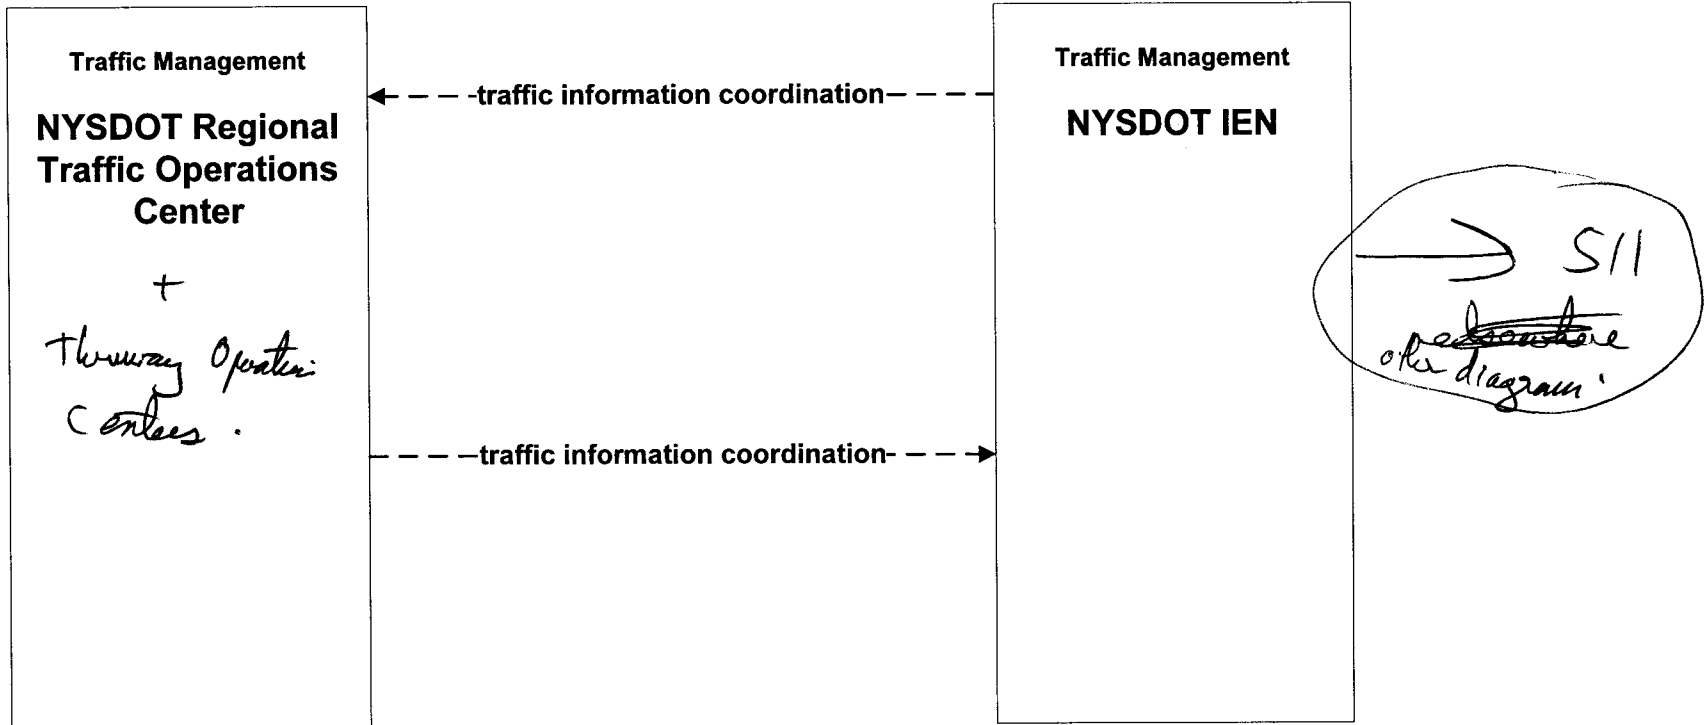 Traffic Management
NYSDOT Regional
Traffic Operations
Center
+
Thruway Operation
Centers.
traffic information coordination
traffic information coordination
Traffic Management
NYSDOT IEN
511
other diagram.